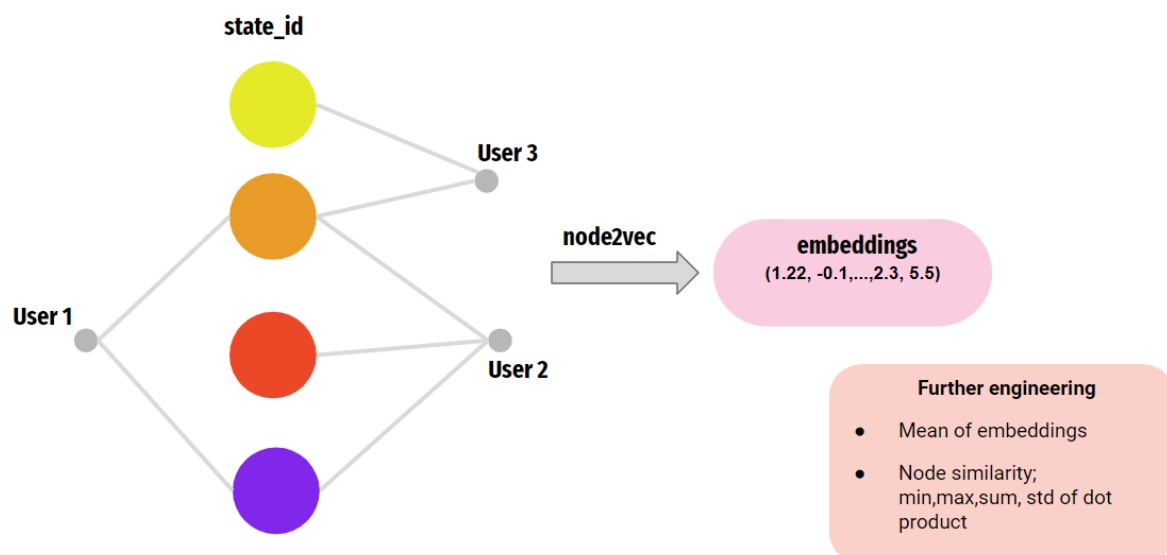 state_id
User 3
node2vec
embeddings
(1.22, -0.1,...,2.3, 5.5)
User 1
User 2
Further engineering
● Mean of embeddings
● Node similarity;
min,max,sum, std of dot
product